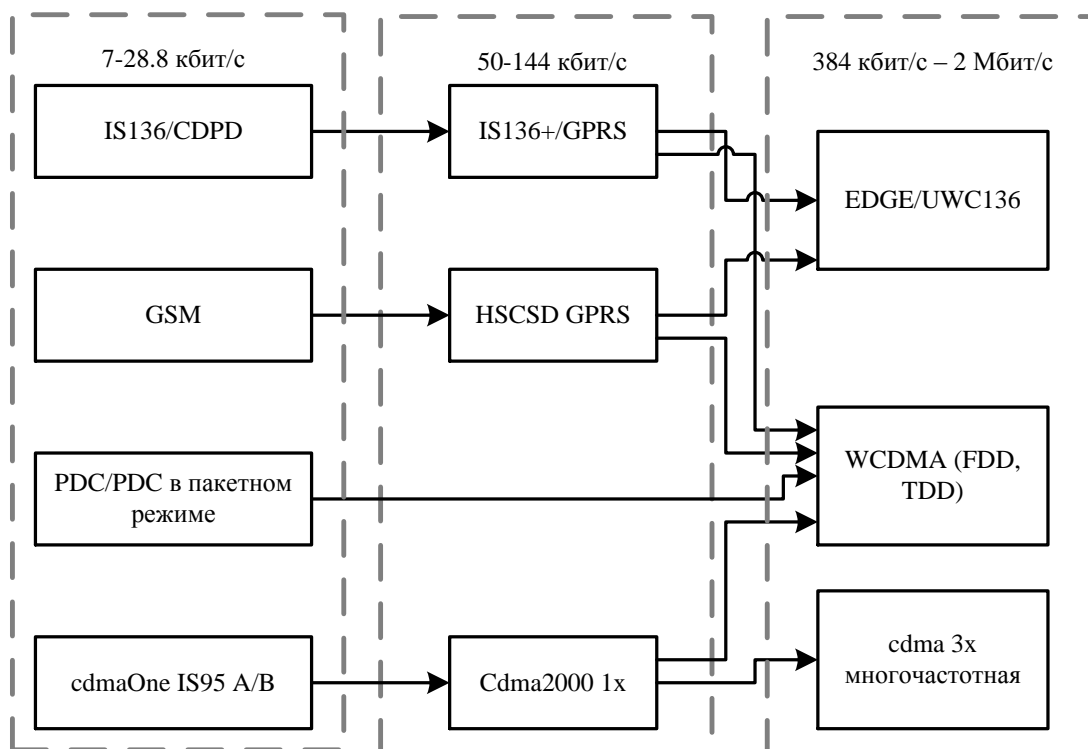 7-28.8 кбит/с
50-144 кбит/с
384 кбит/с – 2 Мбит/с
IS136/CDPD
IS136+/GPRS
EDGE/UWC136
GSM
HSCSD GPRS
PDC/PDC в пакетном
режиме
WCDMA (FDD,
TDD)
cdmaOne IS95 A/B
Cdma2000 1x
cdma 3x
многочастотная